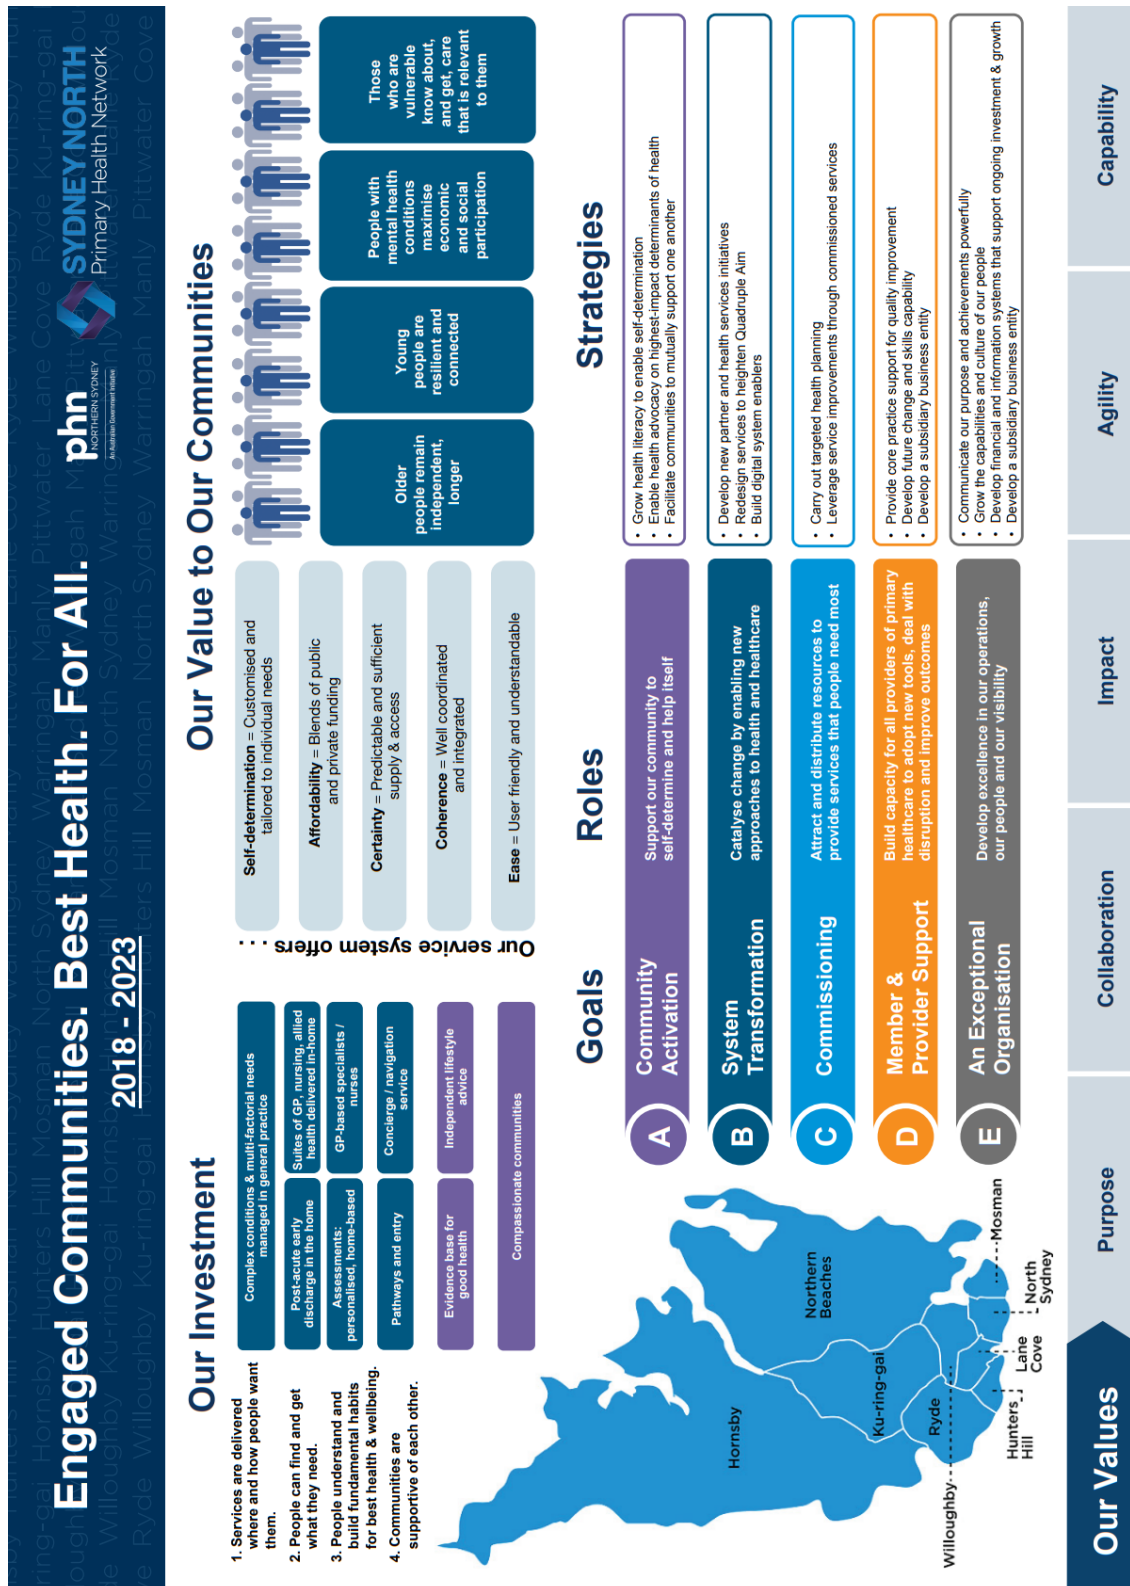 Engaged Communities. Best Health. For All.
2018 - 2023
phn
NORTHERN SYDNEY
An Australian Government Initiative
SYDNEY NORTH
Primary Health Network
Our Investment
1. Services are delivered
where and how people want
them.
2. People can find and get
what they need.
3. People understand and
build fundamental habits
for best health & wellbeing.
4. Communities are
supportive of each other.
Complex conditions & multi-factorial needs
managed in general practice
Post-acute early
discharge in the home
Suites of GP, nursing, allied
health delivered in-home
Assessments:
personalised, home-based
GP-based specialists /
nurses
Pathways and entry
Concierge / navigation
service
Evidence base for
good health
Independent lifestyle
advice
Compassionate communities
Our Value to Our Communities
Our service system offers . . .
Self-determination = Customised and
tailored to individual needs
Affordability = Blends of public
and private funding
Certainty = Predictable and sufficient
supply & access
Coherence = Well coordinated
and integrated
Ease = User friendly and understandable
Older
people remain
independent,
longer
Young
people are
resilient and
connected
People with
mental health
conditions
maximise
economic
and social
participation
Those
who are
vulnerable
know about,
and get, care
that is relevant
to them
Hornsby
Northern
Beaches
Ku-ring-gai
Ryde
Willoughby
Hunters
Hill
Lane
Cove
North
Sydney
Mosman
Goals
Roles
Strategies
A
Community
Activation
Support our community to
self-determine and help itself
• Grow health literacy to enable self-determination
• Enable health advocacy on highest-impact determinants of health
• Facilitate communities to mutually support one another
B
System
Transformation
Catalyse change by enabling new
approaches to health and healthcare
• Develop new partner and health services initiatives
• Redesign services to heighten Quadruple Aim
• Build digital system enablers
C
Commissioning
Attract and distribute resources to
provide services that people need most
• Carry out targeted health planning
• Leverage service improvements through commissioned services
D
Member &
Provider Support
Build capacity for all providers of primary
healthcare to adopt new tools, deal with
disruption and improve outcomes
• Provide core practice support for quality improvement
• Develop future change and skills capability
• Develop a subsidiary business entity
E
An Exceptional
Organisation
Develop excellence in our operations,
our people and our visibility
• Communicate our purpose and achievements powerfully
• Grow the capabilities and culture of our people
• Develop financial and information systems that support ongoing investment & growth
• Develop a subsidiary business entity
Our Values
Purpose
Collaboration
Impact
Agility
Capability